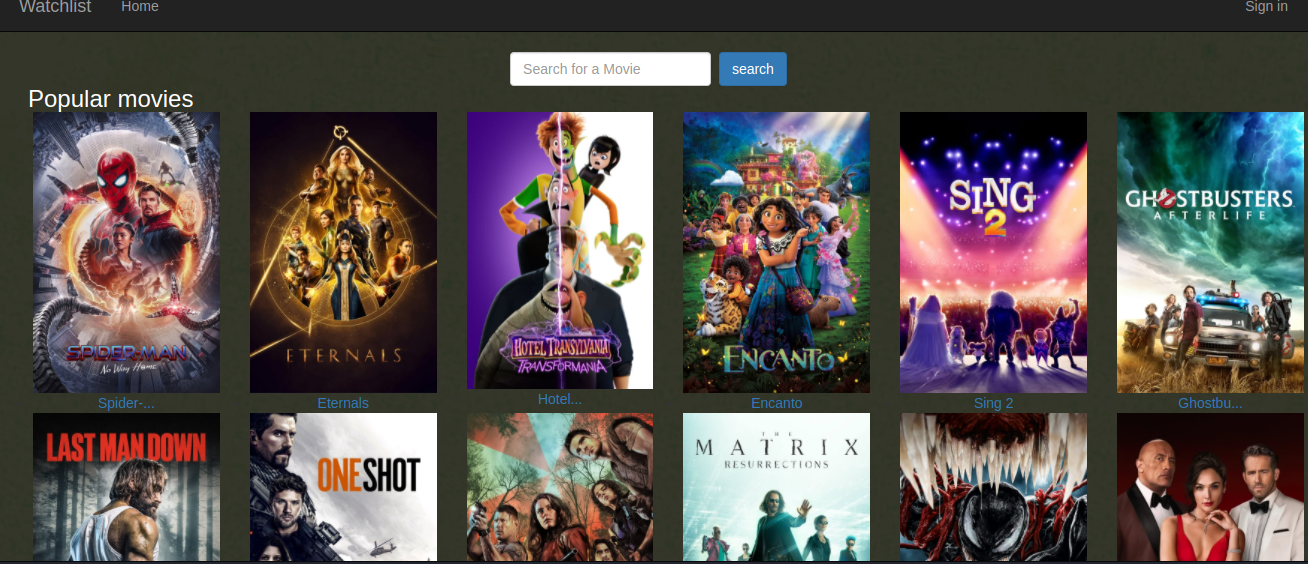 Watchlist Home Sign in
Search for a Movie search
Popular movies
SPIDER-MAN
No Way Home
ETERNALS
HOTEL TRANSYLVANIA
TRANSFORMANIA
ENCANTO
SING
2
GHOSTBUSTERS
AFTERLIFE
Spider-...
Eternals
Hotel...
Encanto
Sing 2
Ghostbu...
LAST MAN DOWN
ONE SHOT
THE
MATRIX
RESURRECTIONS